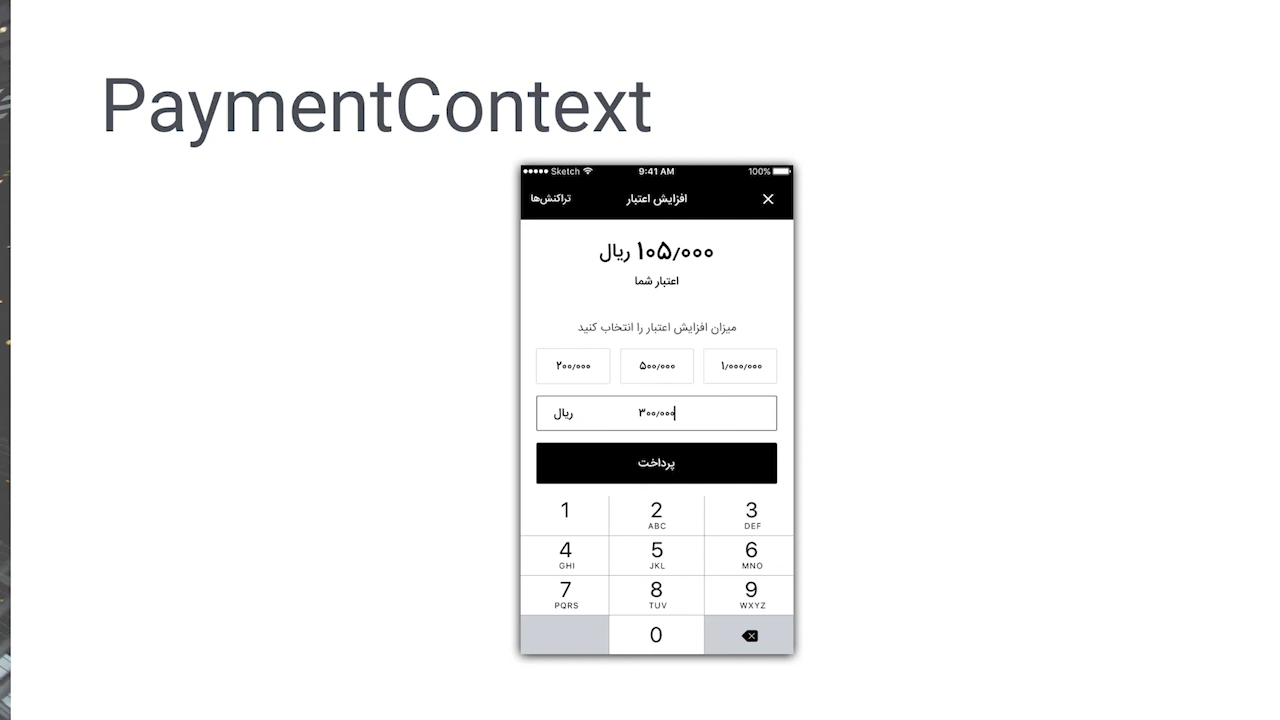 PaymentContext
Sketch 9:41 AM 100%
تراکنش‌ها افزایش اعتبار
۱۰۵٫۰۰۰ ریال
اعتبار شما
میزان افزایش اعتبار را انتخاب کنید
۲۰۰٫۰۰۰ ۵۰۰٫۰۰۰ ۱٫۰۰۰٫۰۰۰
ریال ۳۰۰٫۰۰۰
پرداخت
1 2 3
ABC DEF
4 5 6
GHI JKL MNO
7 8 9
PQRS TUV WXYZ
0